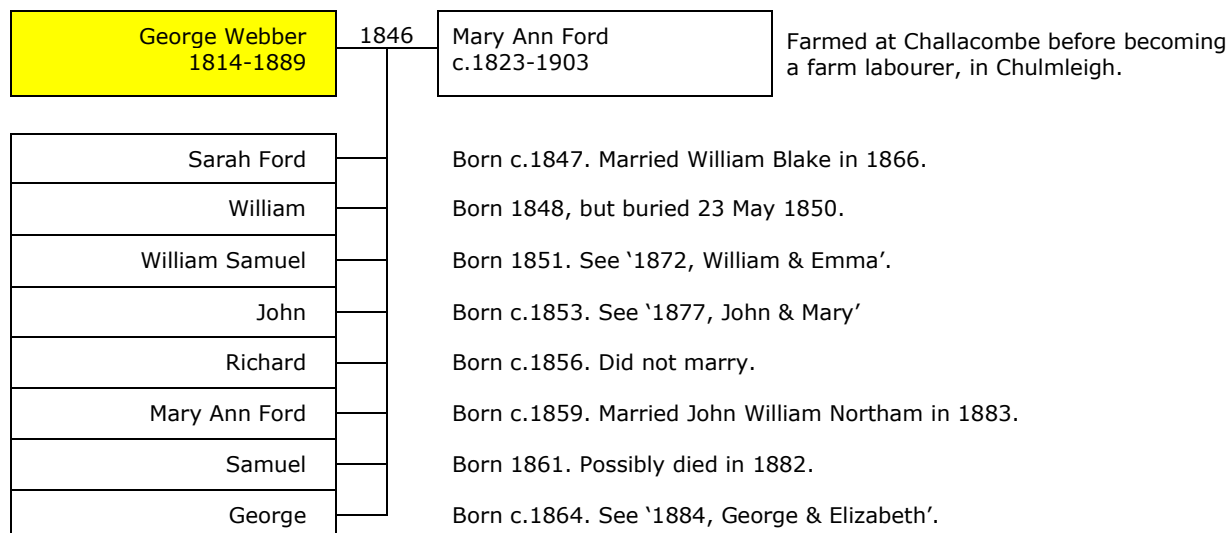 George Webber
1814-1889
1846
Mary Ann Ford
c.1823-1903
Farmed at Challacombe before becoming
a farm labourer, in Chulmleigh.
Sarah Ford
Born c.1847. Married William Blake in 1866.
William
Born 1848, but buried 23 May 1850.
William Samuel
Born 1851. See ‘1872, William & Emma’.
John
Born c.1853. See ‘1877, John & Mary’
Richard
Born c.1856. Did not marry.
Mary Ann Ford
Born c.1859. Married John William Northam in 1883.
Samuel
Born 1861. Possibly died in 1882.
George
Born c.1864. See ‘1884, George & Elizabeth’.